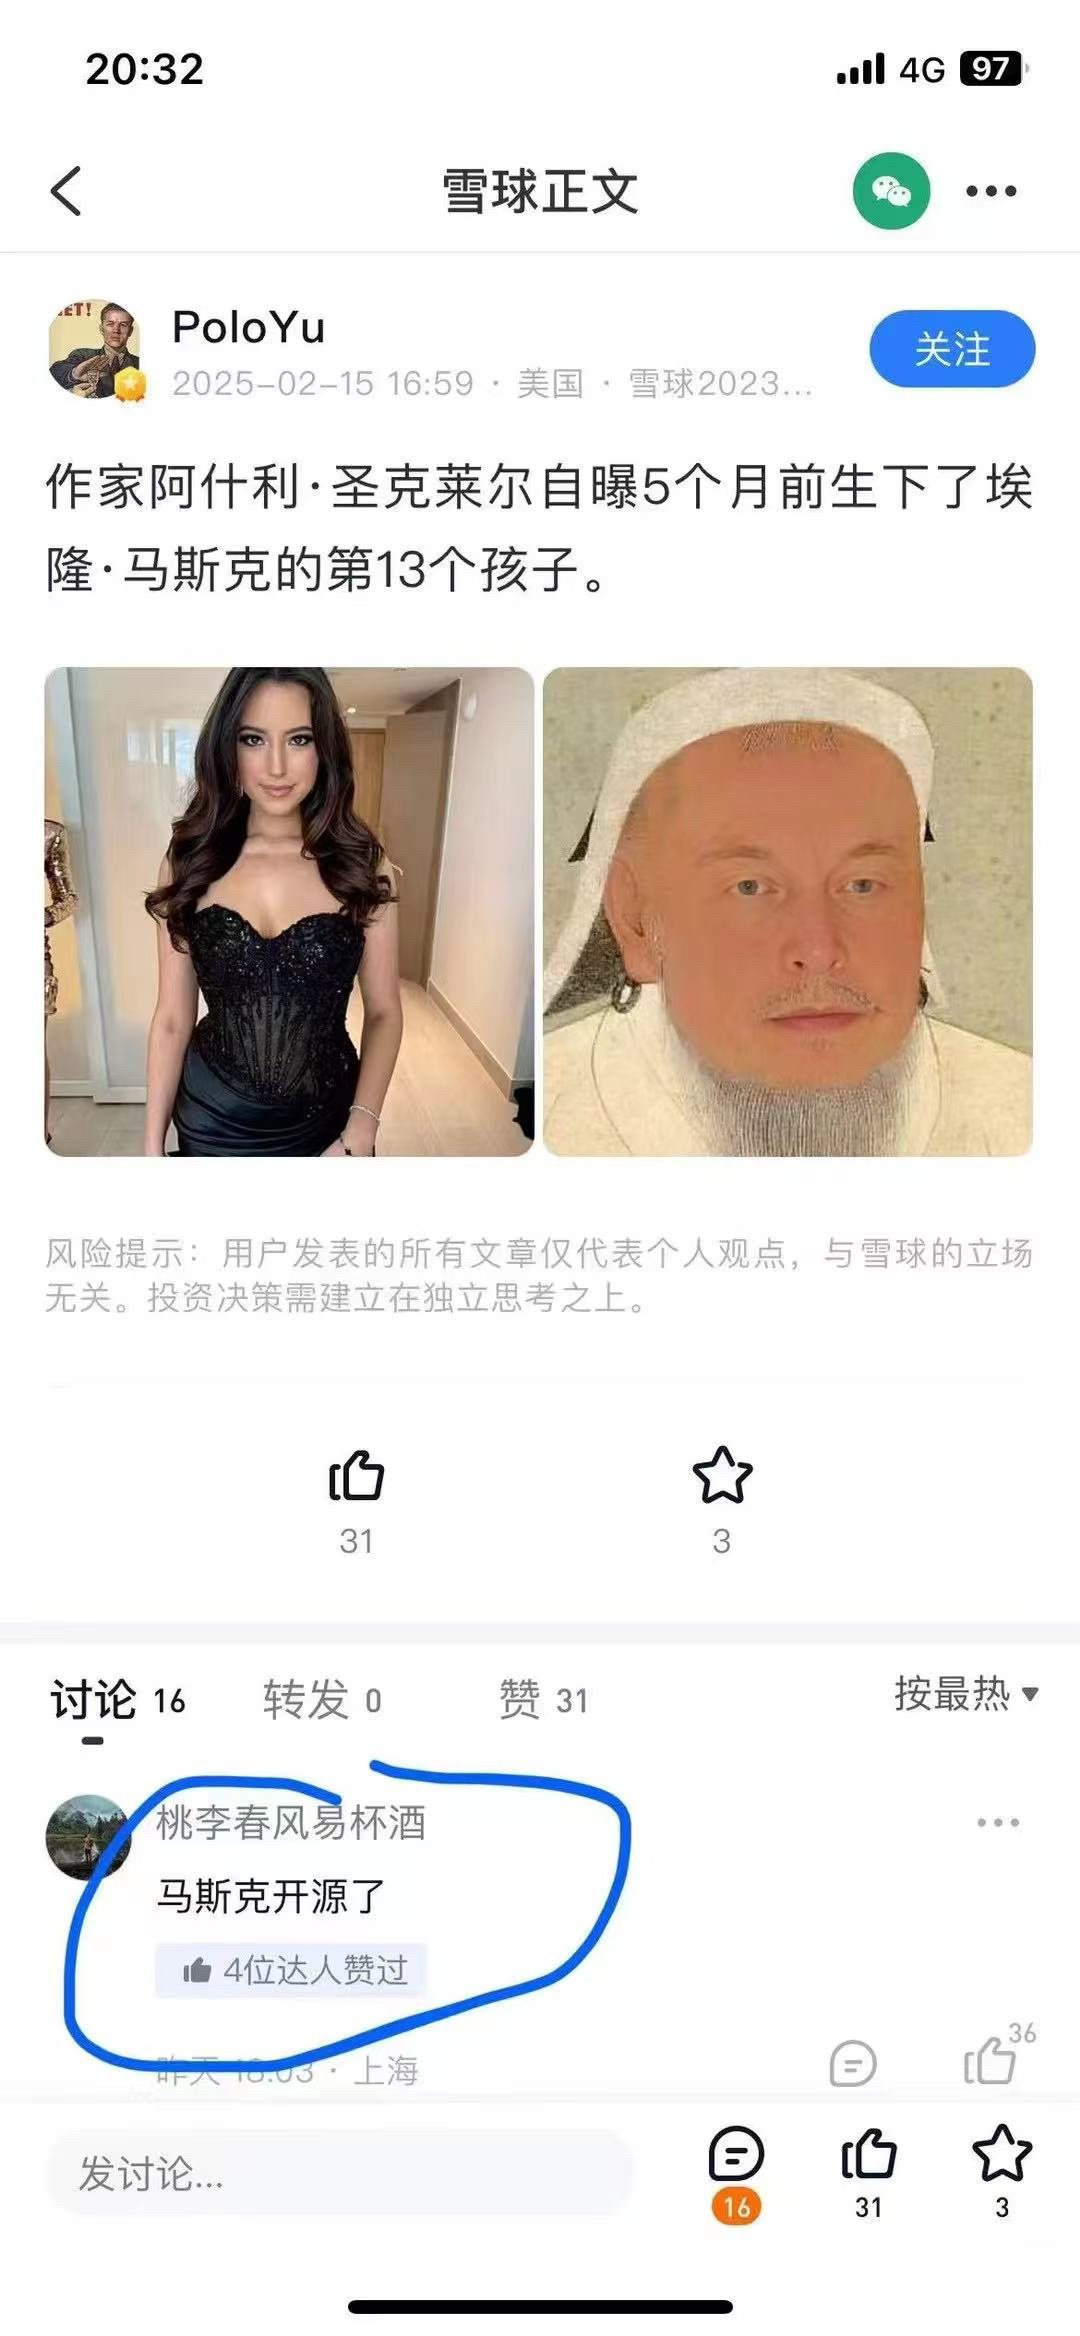 20:32
4G 97
雪球正文
ET!
PoloYu
关注
2025-02-15 16:59 · 美国 · 雪球2023...
作家阿什利·圣克莱尔自曝5个月前生下了埃
隆·马斯克的第13个孩子。
风险提示：用户发表的所有文章仅代表个人观点，与雪球的立场
无关。投资决策需建立在独立思考之上。
31
3
讨论 16
转发 0
赞 31
按最热
桃李春风易杯酒
马斯克开源了
4位达人赞过
昨天 18:03 · 上海
36
发讨论...
16
31
3